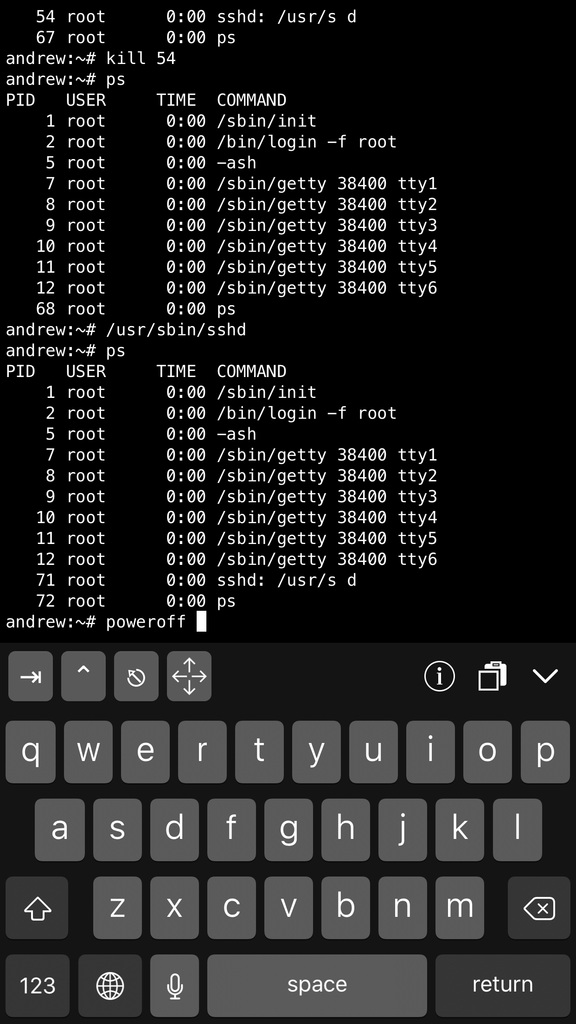 54 root 0:00 sshd: /usr/s d
67 root 0:00 ps
andrew:~# kill 54
andrew:~# ps
PID USER TIME COMMAND
1 root 0:00 /sbin/init
2 root 0:00 /bin/login -f root
5 root 0:00 -ash
7 root 0:00 /sbin/getty 38400 tty1
8 root 0:00 /sbin/getty 38400 tty2
9 root 0:00 /sbin/getty 38400 tty3
10 root 0:00 /sbin/getty 38400 tty4
11 root 0:00 /sbin/getty 38400 tty5
12 root 0:00 /sbin/getty 38400 tty6
68 root 0:00 ps
andrew:~# /usr/sbin/sshd
andrew:~# ps
PID USER TIME COMMAND
1 root 0:00 /sbin/init
2 root 0:00 /bin/login -f root
5 root 0:00 -ash
7 root 0:00 /sbin/getty 38400 tty1
8 root 0:00 /sbin/getty 38400 tty2
9 root 0:00 /sbin/getty 38400 tty3
10 root 0:00 /sbin/getty 38400 tty4
11 root 0:00 /sbin/getty 38400 tty5
12 root 0:00 /sbin/getty 38400 tty6
71 root 0:00 sshd: /usr/s d
72 root 0:00 ps
andrew:~# poweroff
q w e r t y u i o p
a s d f g h j k l
z x c v b n m
123 space return